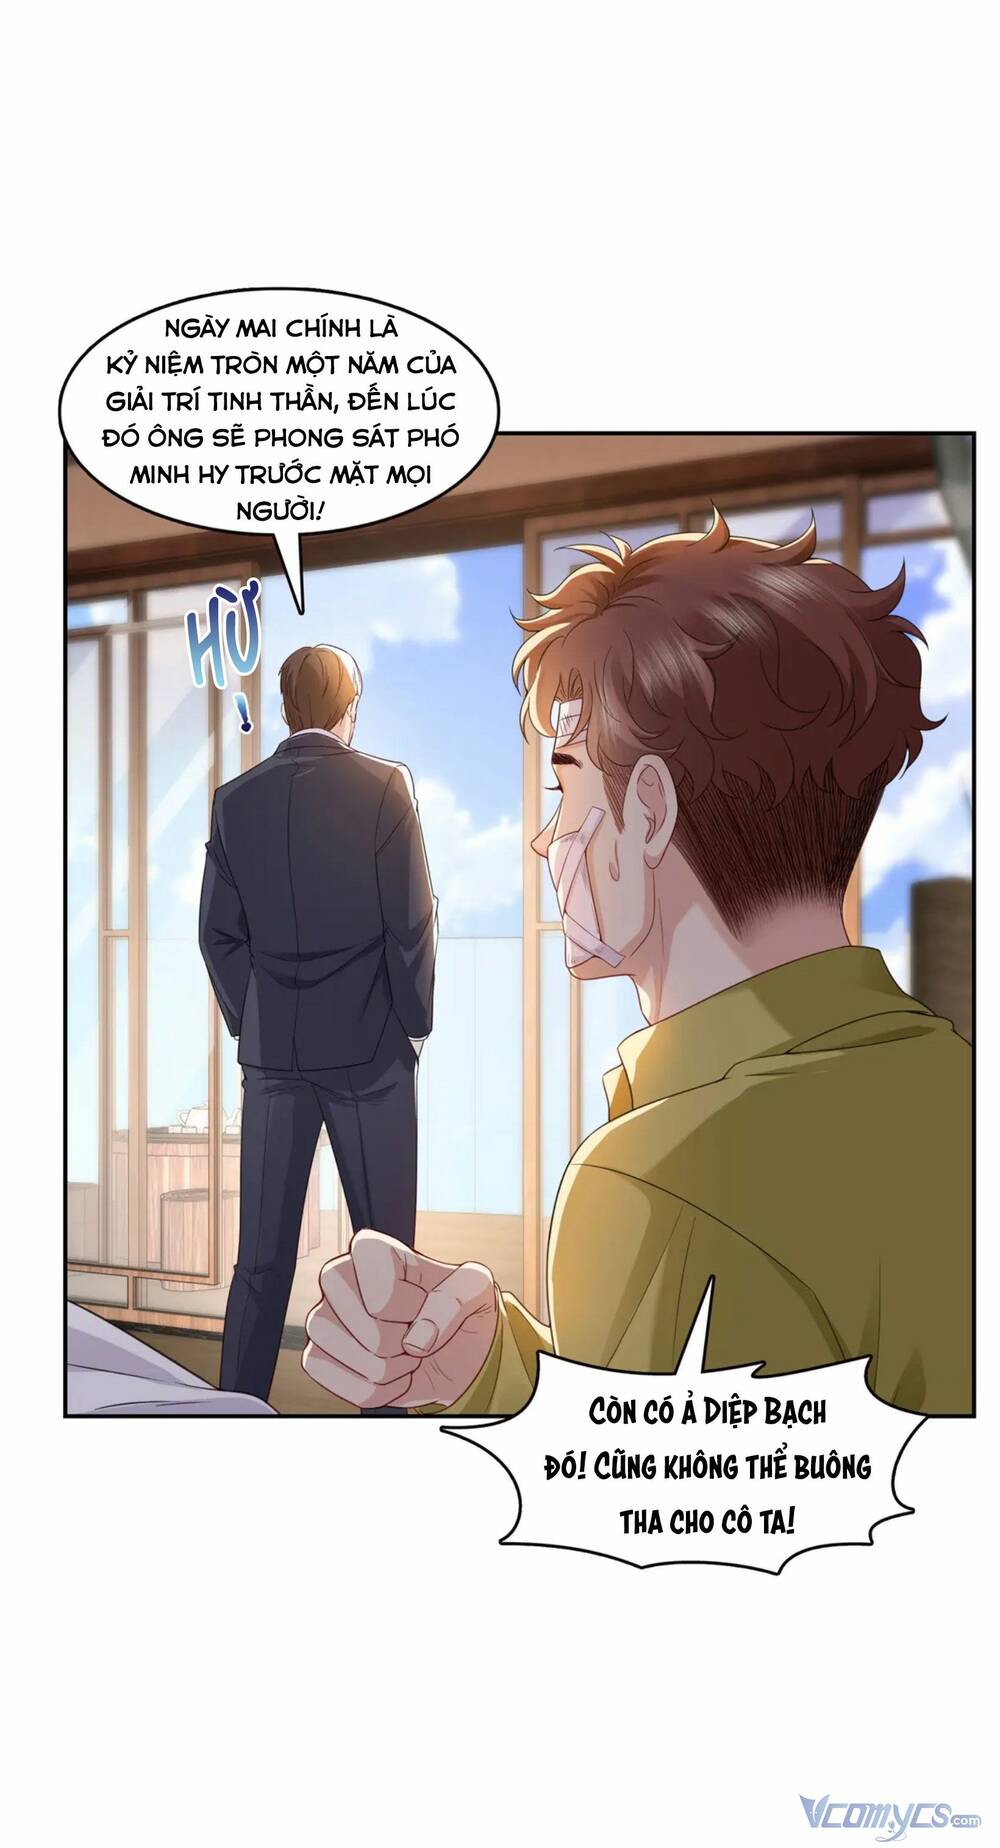 NGÀY MAI CHÍNH LÀ
KỶ NIỆM TRÒN MỘT NĂM CỦA
GIẢI TRÍ TINH THẦN, ĐẾN LÚC
ĐÓ ÔNG SẼ PHONG SÁT PHÓ
MINH HY TRƯỚC MẶT MỌI
NGƯỜI!
HỪ!
CÒN CÓ Ả DIỆP BẠCH
ĐÓ! CŨNG KHÔNG THỂ BUÔNG
THA CHO CÔ TA!
VCOMYCS.com